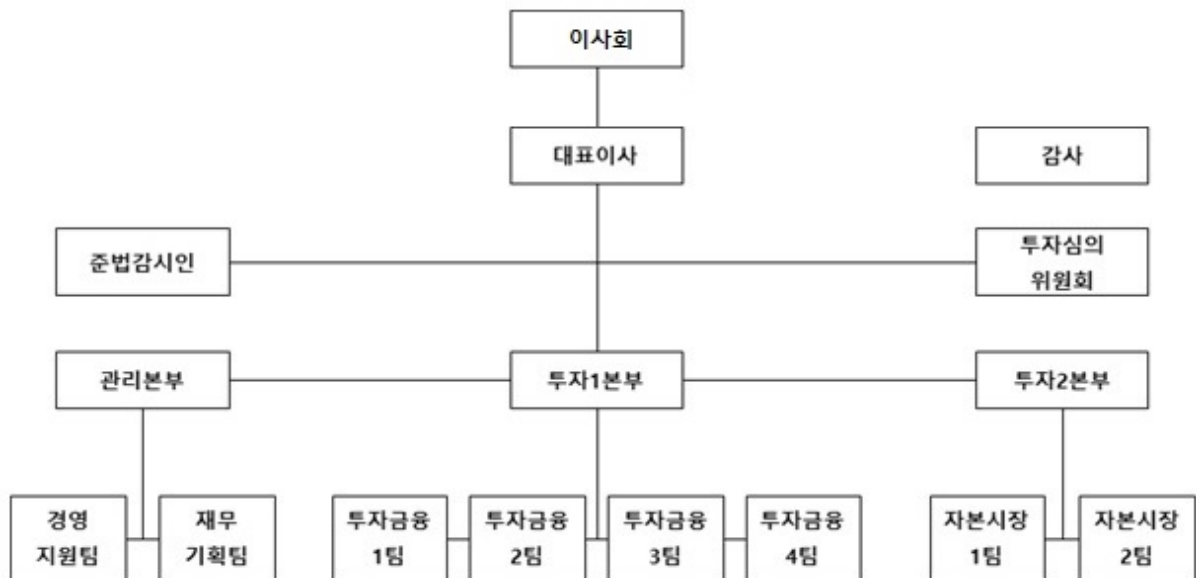 이사회
대표이사
감사
준법감시인
투자심의
위원회
관리본부
투자1본부
투자2본부
경영
지원팀
재무
기획팀
투자금융
1팀
투자금융
2팀
투자금융
3팀
투자금융
4팀
자본시장
1팀
자본시장
2팀